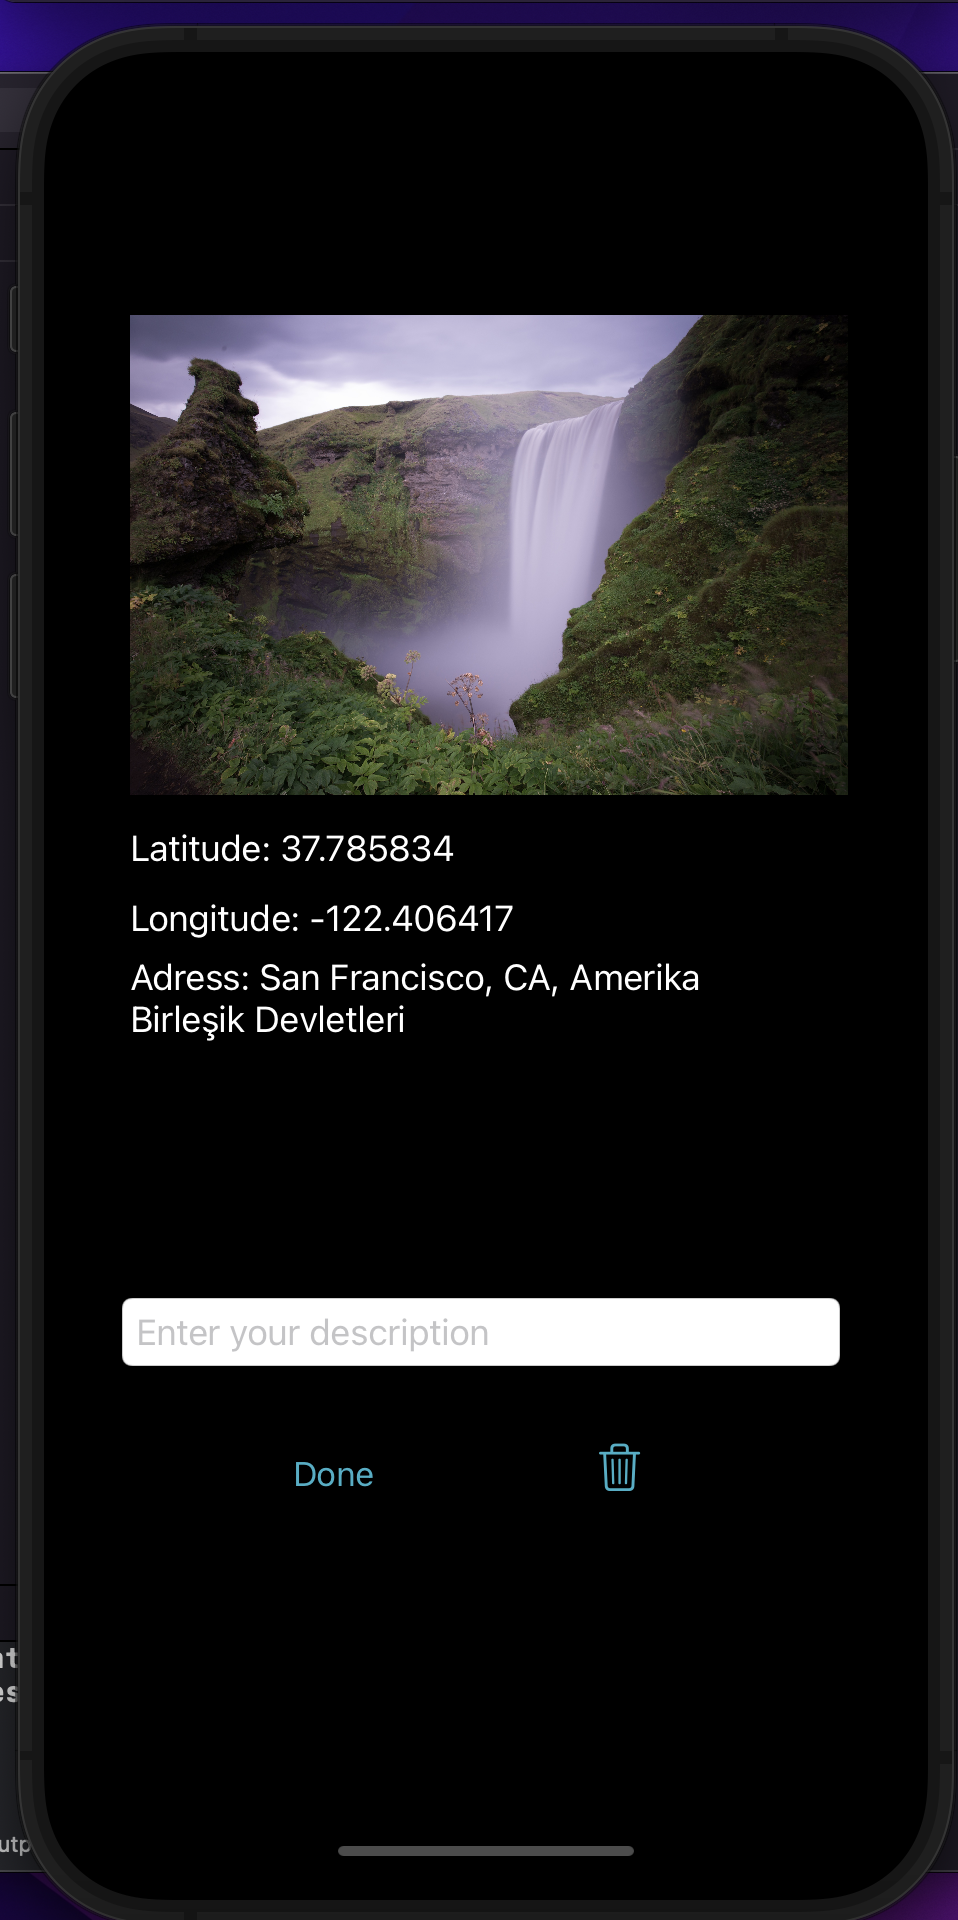 Latitude: 37.785834
Longitude: -122.406417
Adress: San Francisco, CA, Amerika
Birleşik Devletleri
Enter your description
Done